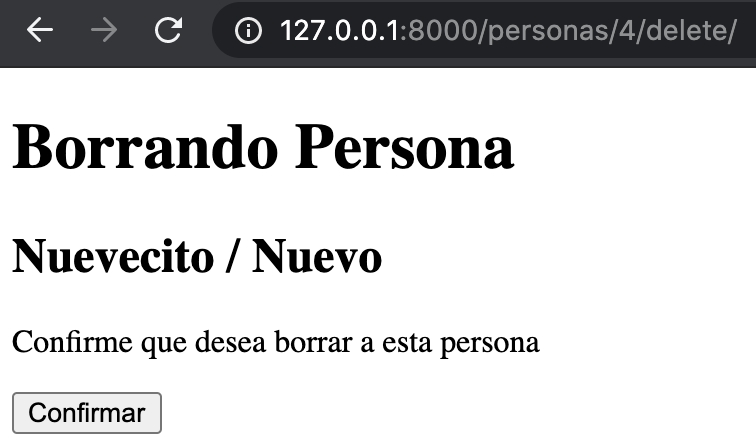 127.0.0.1:8000/personas/4/delete/
Borrando Persona
Nuevecito / Nuevo
Confirme que desea borrar a esta persona
Confirmar